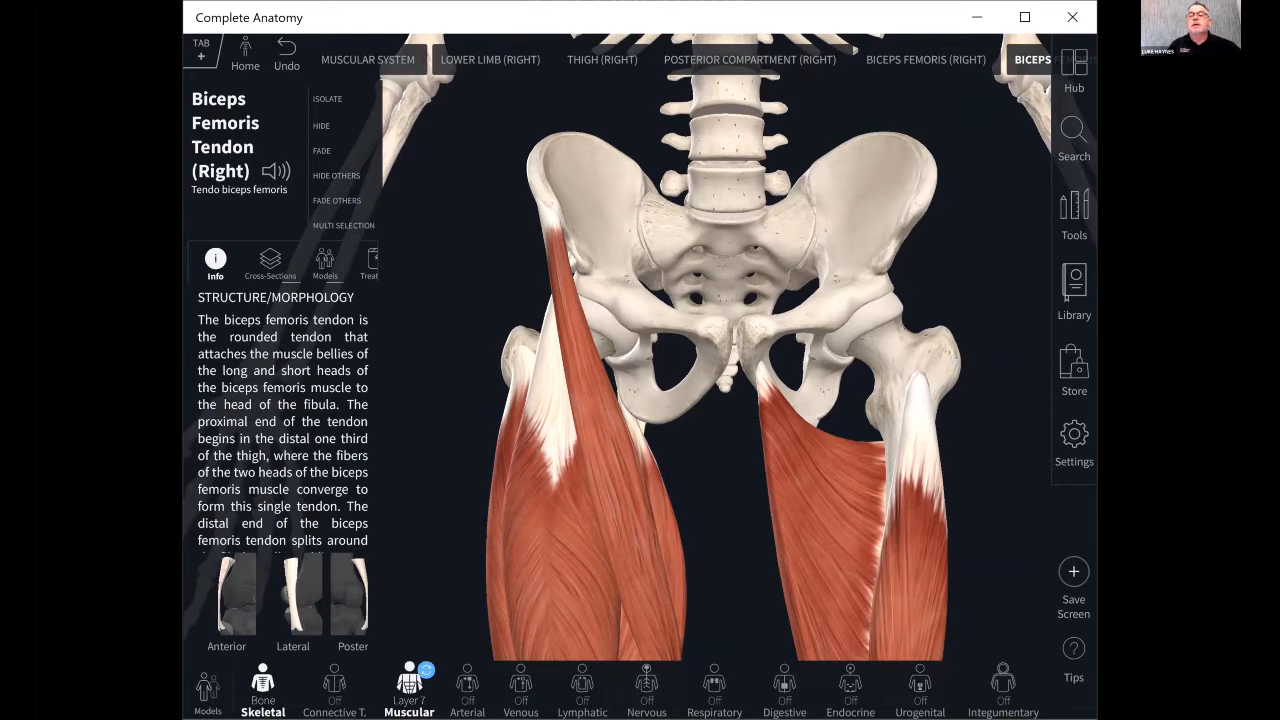 Complete Anatomy
TAB
+
Home
Undo
MUSCULAR SYSTEM
LOWER LIMB (RIGHT)
THIGH (RIGHT)
POSTERIOR COMPARTMENT (RIGHT)
BICEPS FEMORIS (RIGHT)
BICEPS
Biceps
Femoris
Tendon
(Right)
Tendo biceps femoris
ISOLATE
HIDE
FADE
HIDE OTHERS
FADE OTHERS
MULTI SELECTION
Info
Cross-Sections
Models
Treat
STRUCTURE/MORPHOLOGY
The biceps femoris tendon is
the rounded tendon that
attaches the muscle bellies of
the long and short heads of
the biceps femoris muscle to
the head of the fibula. The
proximal end of the tendon
begins in the distal one third
of the thigh, where the fibers
of the two heads of the biceps
femoris muscle converge to
form this single tendon. The
distal end of the biceps
femoris tendon splits around
Anterior
Lateral
Poster
Hub
Search
Tools
Library
Store
Settings
Save
Screen
Tips
Models
Bone
Skeletal
Off
Connective T.
Layer 7
Muscular
Off
Arterial
Off
Venous
Off
Lymphatic
Off
Nervous
Off
Respiratory
Off
Digestive
Off
Endocrine
Off
Urogenital
Off
Integumentary
LUKE HAYNES